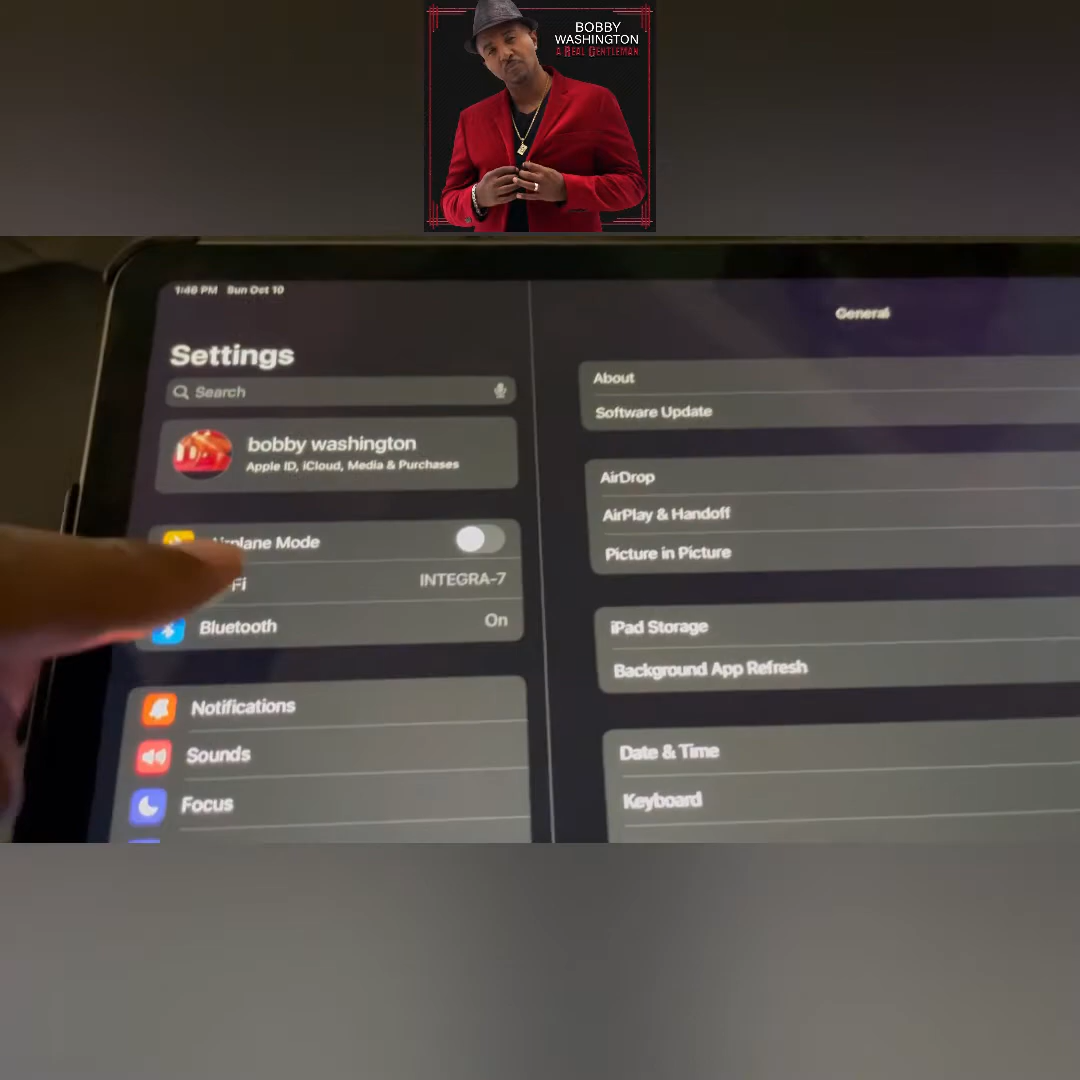 BOBBY
WASHINGTON
A REAL GENTLEMAN
1:48 PM Sun Oct 10
General
Settings
Search
About
Software Update
bobby washington
Apple ID, iCloud, Media & Purchases
AirDrop
AirPlay & Handoff
Picture in Picture
Airplane Mode
Fi
INTEGRA-7
Bluetooth
On
iPad Storage
Background App Refresh
Notifications
Sounds
Focus
Date & Time
Keyboard